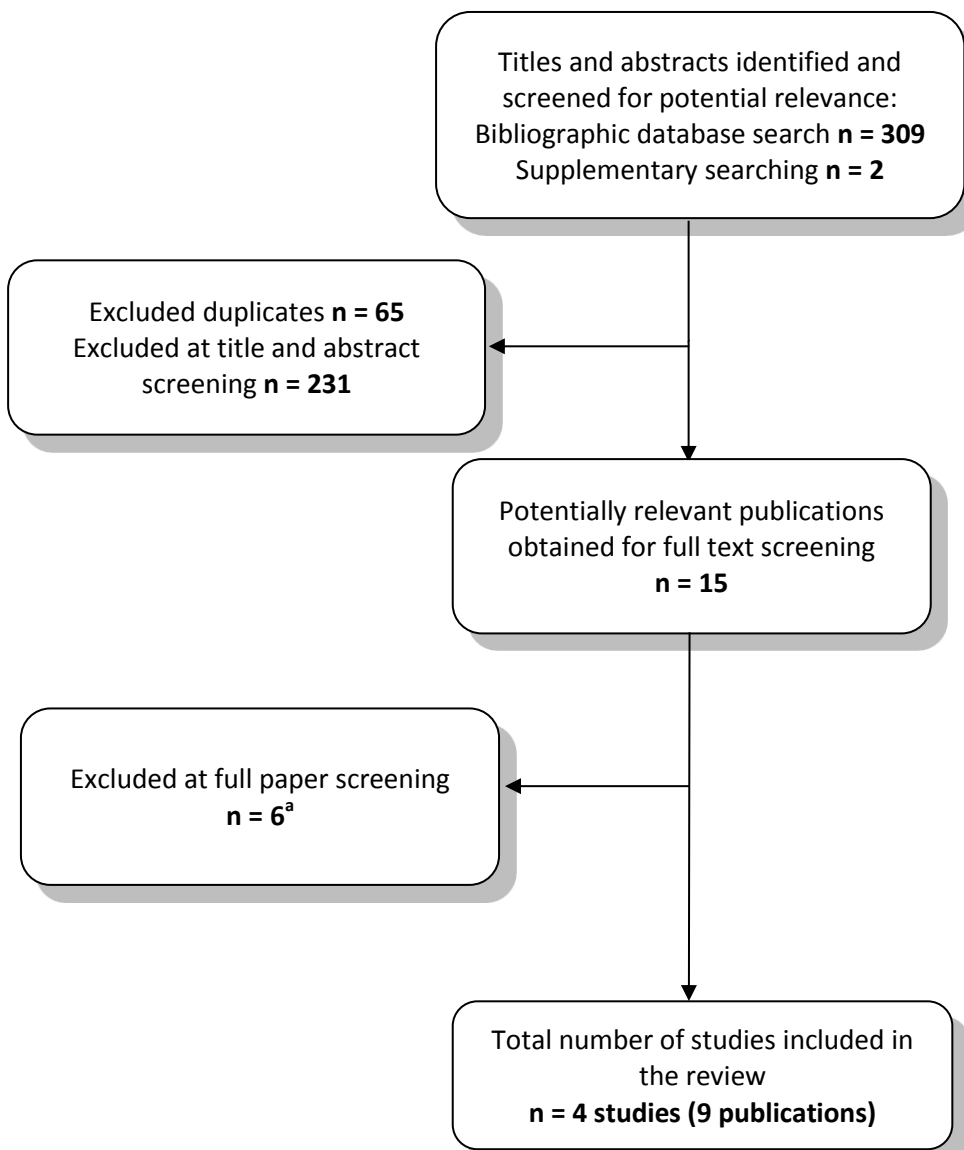 Titles and abstracts identified and
screened for potential relevance:
Bibliographic database search n = 309
Supplementary searching n = 2
Excluded duplicates n = 65
Excluded at title and abstract
screening n = 231
Potentially relevant publications
obtained for full text screening
n = 15
Excluded at full paper screening
n = 6ᵃ
Total number of studies included in
the review
n = 4 studies (9 publications)